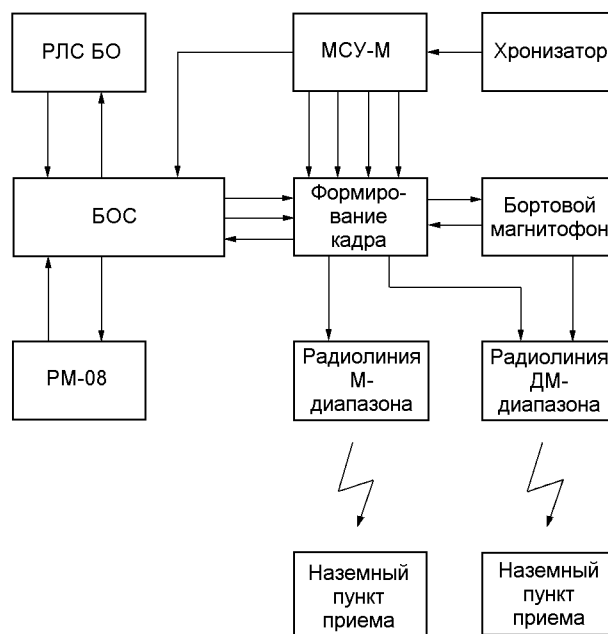 РЛС БО
МСУ-М
Хронизатор
БОС
Формиро-
вание
кадра
Бортовой
магнитофон
РМ-08
Радиолиния
М-
диапазона
Радиолиния
ДМ-
диапазона
Наземный
пункт
приема
Наземный
пункт
приема